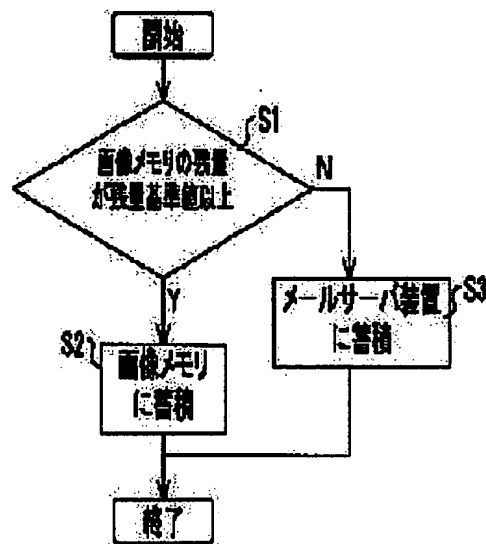 開始
S1
画像メモリの残量
が残量基準値以上
N
Y
S2
画像メモリ
に蓄積
メールサーバ装置
に蓄積
S3
終了